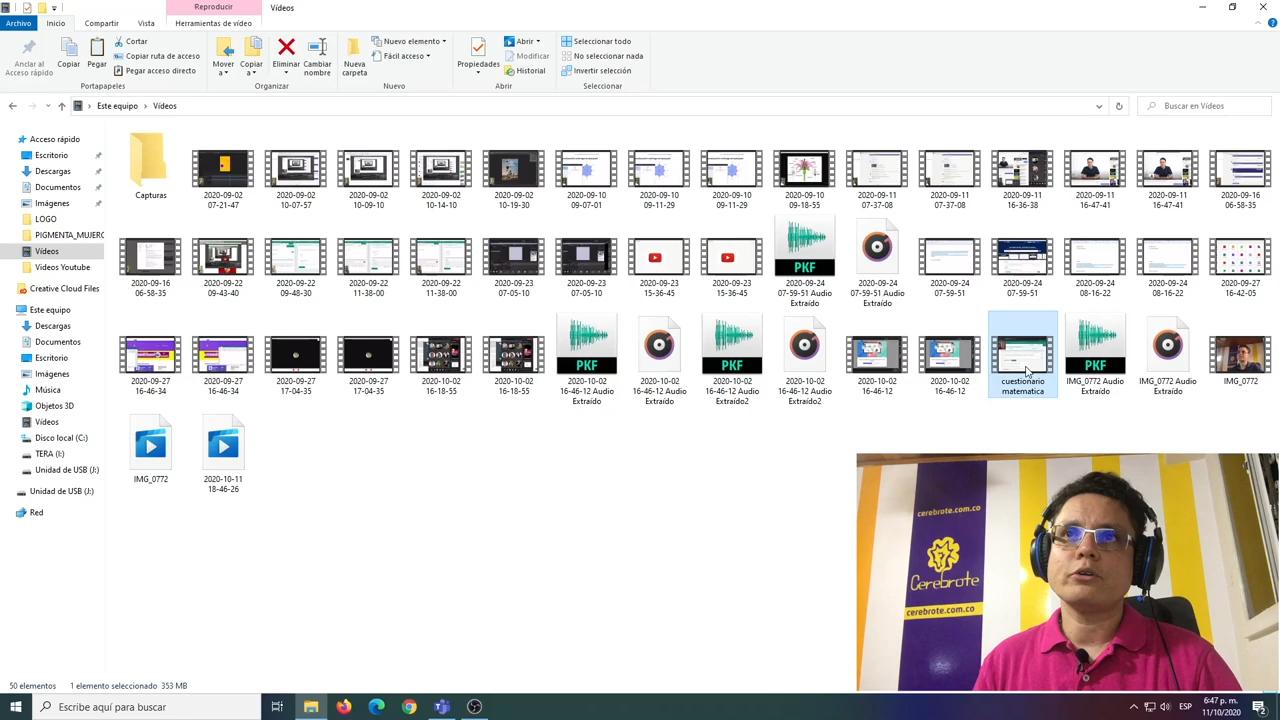 Reproducir
Vídeos
Archivo
Inicio
Compartir
Vista
Herramientas de vídeo
Anclar al
Acceso rápido
Copiar
Pegar
Cortar
Copiar ruta de acceso
Pegar acceso directo
Portapapeles
Mover
a
Copiar
a
Eliminar
Cambiar
nombre
Organizar
Nueva
carpeta
Nuevo elemento
Fácil acceso
Nuevo
Propiedades
Abrir
Modificar
Historial
Abrir
Seleccionar todo
No seleccionar nada
Invertir selección
Seleccionar
Este equipo
Vídeos
Buscar en Vídeos
Acceso rápido
Escritorio
Descargas
Documentos
Imágenes
LOGO
PIGMENTA_MUJERC
Vídeos
Videos Youtube
Creative Cloud Files
Este equipo
Descargas
Documentos
Escritorio
Imágenes
Música
Objetos 3D
Vídeos
Disco local (C:)
TERA (I:)
Unidad de USB (J:)
Unidad de USB (J:)
Red
Capturas
2020-09-02
07-21-47
2020-09-02
10-07-57
2020-09-02
10-09-10
2020-09-02
10-14-10
2020-09-02
10-19-30
2020-09-10
09-07-01
2020-09-10
09-11-29
2020-09-10
09-11-29
2020-09-10
09-18-55
2020-09-11
07-37-08
2020-09-11
07-37-08
2020-09-11
16-36-38
2020-09-11
16-47-41
2020-09-11
16-47-41
2020-09-16
06-58-35
2020-09-16
06-58-35
2020-09-22
09-43-40
2020-09-22
09-48-30
2020-09-22
11-38-00
2020-09-22
11-38-00
2020-09-23
07-05-10
2020-09-23
07-05-10
2020-09-23
15-36-45
2020-09-23
15-36-45
PKF
2020-09-24
07-59-51 Audio
Extraído
2020-09-24
07-59-51 Audio
Extraído
2020-09-24
07-59-51
2020-09-24
07-59-51
2020-09-24
08-16-22
2020-09-24
08-16-22
2020-09-27
16-42-05
2020-09-27
16-46-34
2020-09-27
16-46-34
2020-09-27
17-04-35
2020-09-27
17-04-35
2020-10-02
16-18-55
2020-10-02
16-18-55
PKF
2020-10-02
16-46-12 Audio
Extraído
2020-10-02
16-46-12 Audio
Extraído
PKF
2020-10-02
16-46-12 Audio
Extraído2
2020-10-02
16-46-12 Audio
Extraído2
2020-10-02
16-46-12
2020-10-02
16-46-12
cuestionario
matematica
PKF
IMG_0772 Audio
Extraído
IMG_0772 Audio
Extraído
IMG_0772
IMG_0772
2020-10-11
18-46-26
cerebrote.com.co
Cerebrote
cerebrote.com.co
50 elementos
1 elemento seleccionado 353 MB
Escribe aquí para buscar
ESP
6:47 p. m.
11/10/2020
2